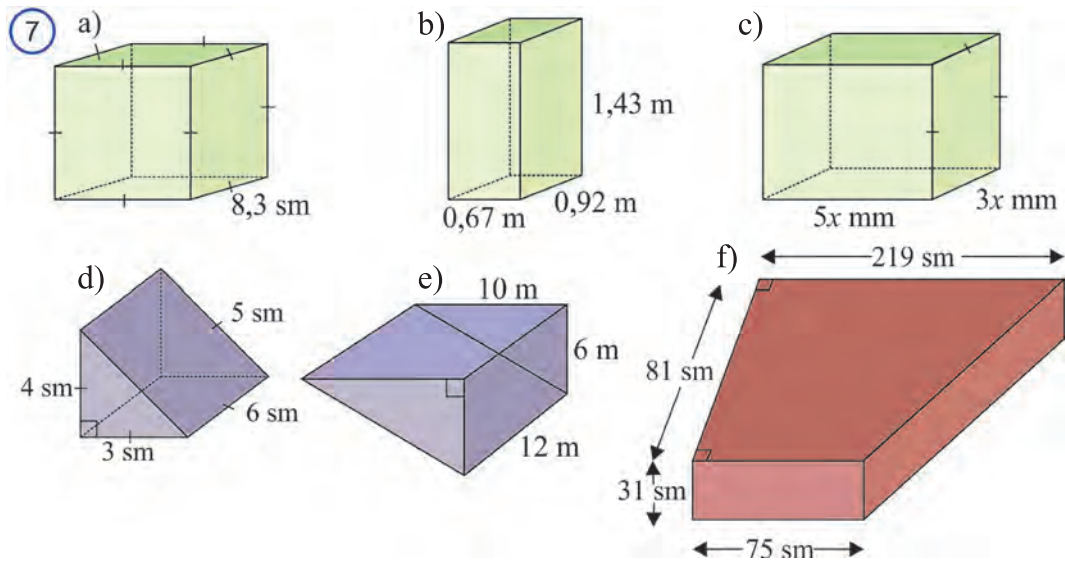 7
a)
8,3 sm
b)
1,43 m
0,92 m
0,67 m
c)
3x mm
5x mm
d)
5 sm
4 sm
6 sm
3 sm
e)
10 m
6 m
12 m
f)
219 sm
81 sm
31 sm
75 sm